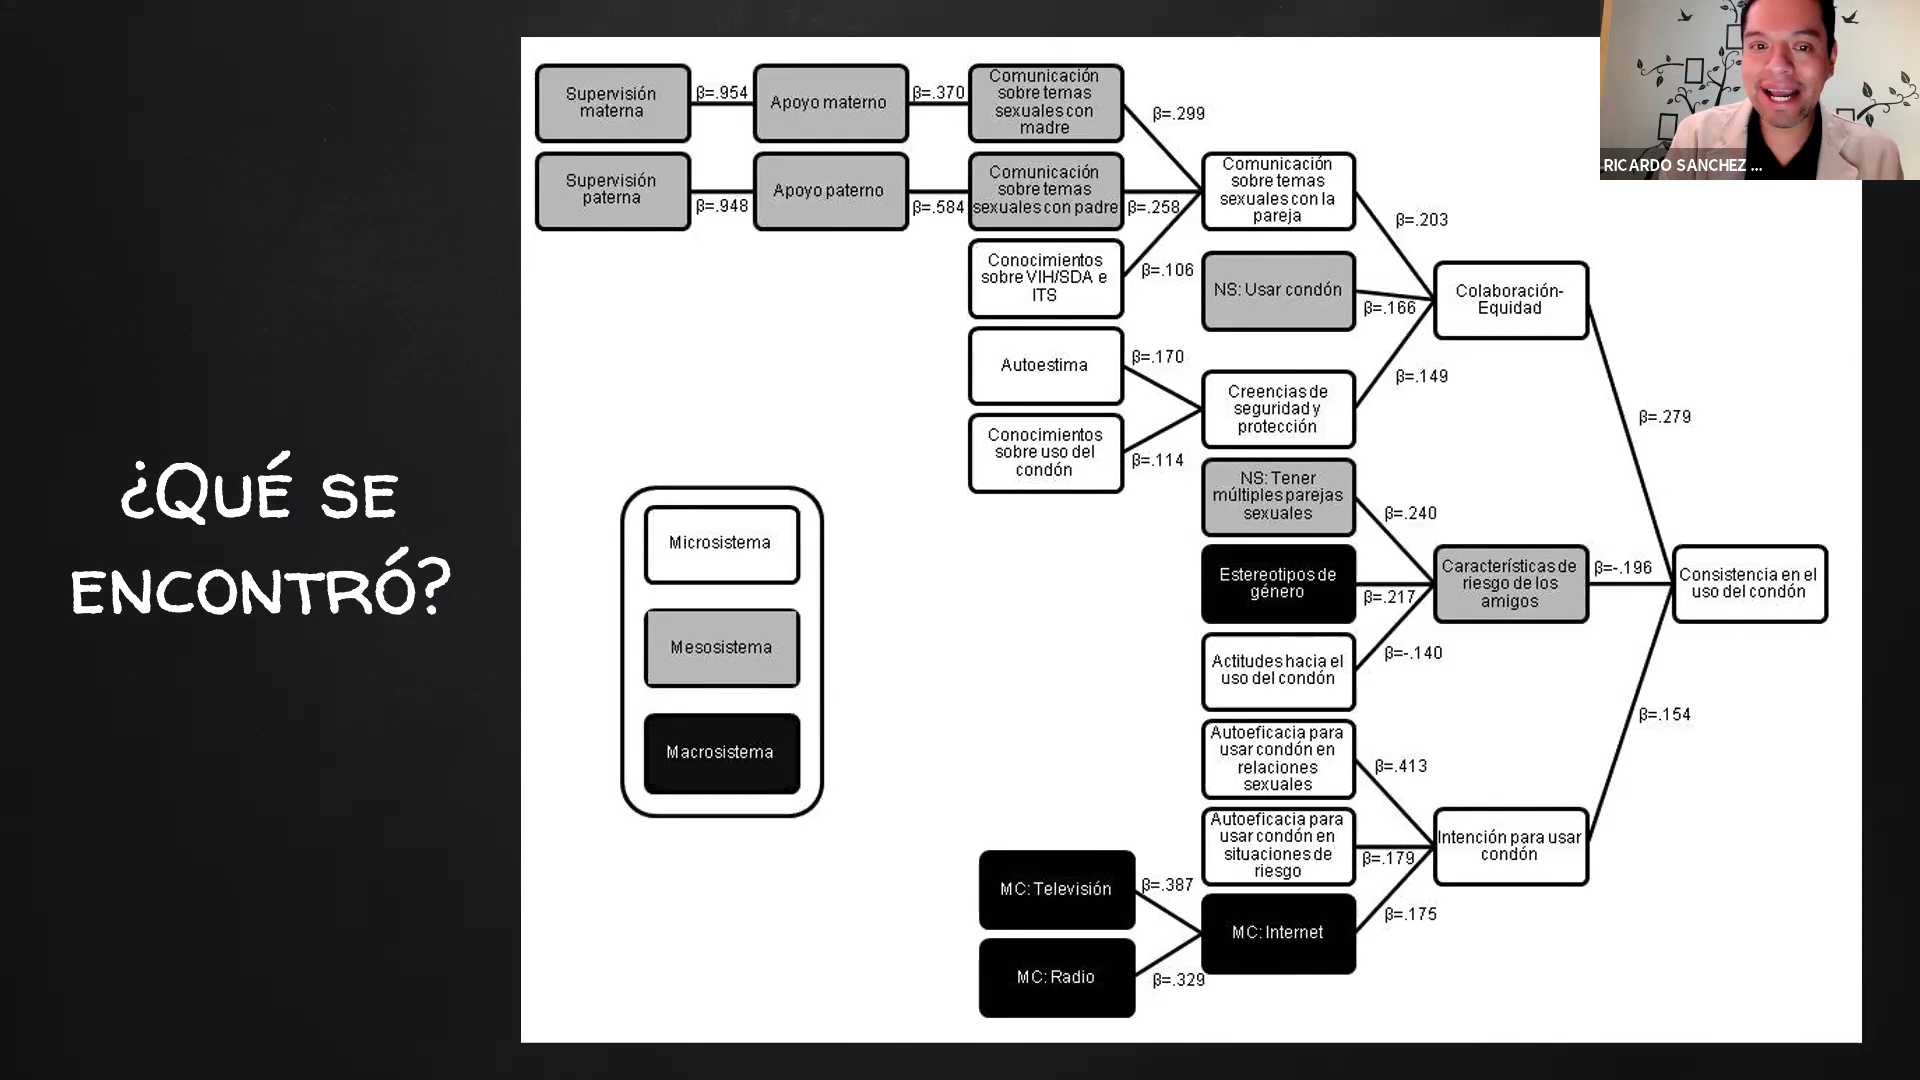 ¿QUÉ SE
ENCONTRÓ?
Supervisión
materna
β=.954
Apoyo materno
β=.370
Comunicación
sobre temas
sexuales con
madre
β=.299
Supervisión
paterna
β=.948
Apoyo paterno
β=.584
Comunicación
sobre temas
sexuales con padre
β=.258
Conocimientos
sobre VIH/SDA e
ITS
β=.106
Autoestima
β=.170
Conocimientos
sobre uso del
condón
β=.114
Comunicación
sobre temas
sexuales con la
pareja
β=.203
NS: Usar condón
β=.166
Creencias de
seguridad y
protección
β=.149
Colaboración-
Equidad
β=.279
NS: Tener
múltiples parejas
sexuales
β=.240
Estereotipos de
género
β=.217
Actitudes hacia el
uso del condón
β=-.140
Características de
riesgo de los
amigos
β=-.196
Consistencia en el
uso del condón
Autoeficacia para
usar condón en
relaciones
sexuales
β=.413
Autoeficacia para
usar condón en
situaciones de
riesgo
β=.179
MC: Televisión
β=.387
MC: Radio
β=.329
MC: Internet
β=.175
Intención para usar
condón
β=.154
Microsistema
Mesosistema
Macrosistema
RICARDO SANCHEZ ...